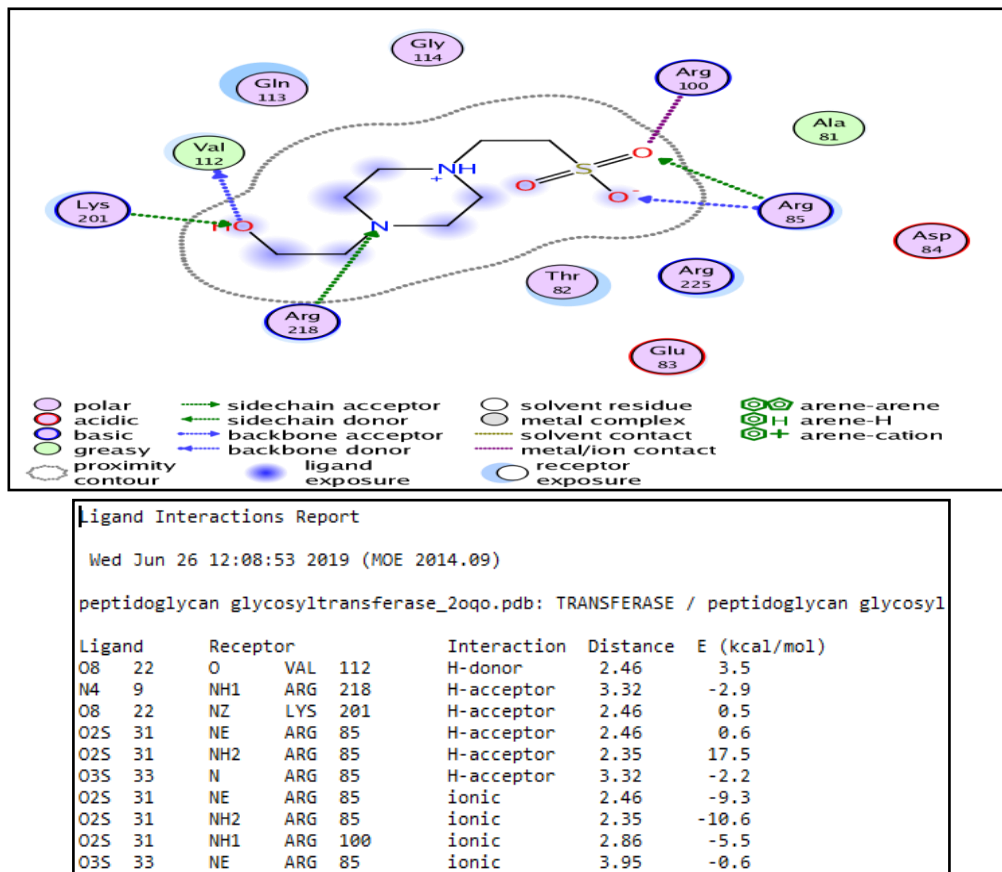 Gly
114
Arg
100
Gln
113
Ala
81
Val
112
NH
+
S
O
O
O-
Lys
201
HO
N
Arg
85
Asp
84
Thr
82
Arg
225
Arg
218
Glu
83
polar sidechain acceptor solvent residue arene-arene
acidic sidechain donor metal complex H arene-H
basic backbone acceptor solvent contact + arene-cation
greasy backbone donor metal/ion contact
proximity contour ligand exposure receptor exposure
Ligand Interactions Report
Wed Jun 26 12:08:53 2019 (MOE 2014.09)
peptidoglycan glycosyltransferase_2oqo.pdb: TRANSFERASE / peptidoglycan glycosyl
Ligand Receptor Interaction Distance E (kcal/mol)
O8 22 O VAL 112 H-donor 2.46 3.5
N4 9 NH1 ARG 218 H-acceptor 3.32 -2.9
O8 22 NZ LYS 201 H-acceptor 2.46 0.5
O2S 31 NE ARG 85 H-acceptor 2.46 0.6
O2S 31 NH2 ARG 85 H-acceptor 2.35 17.5
O3S 33 N ARG 85 H-acceptor 3.32 -2.2
O2S 31 NE ARG 85 ionic 2.46 -9.3
O2S 31 NH2 ARG 85 ionic 2.35 -10.6
O2S 31 NH1 ARG 100 ionic 2.86 -5.5
O3S 33 NE ARG 85 ionic 3.95 -0.6